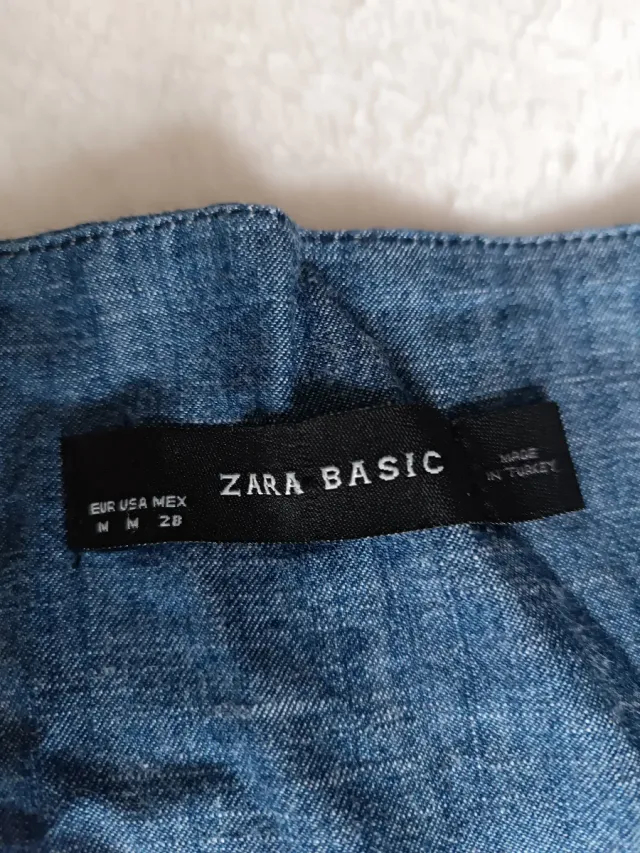 EUR USA MEX
M M 28
ZARA BASIC
MADE
IN TURKEY